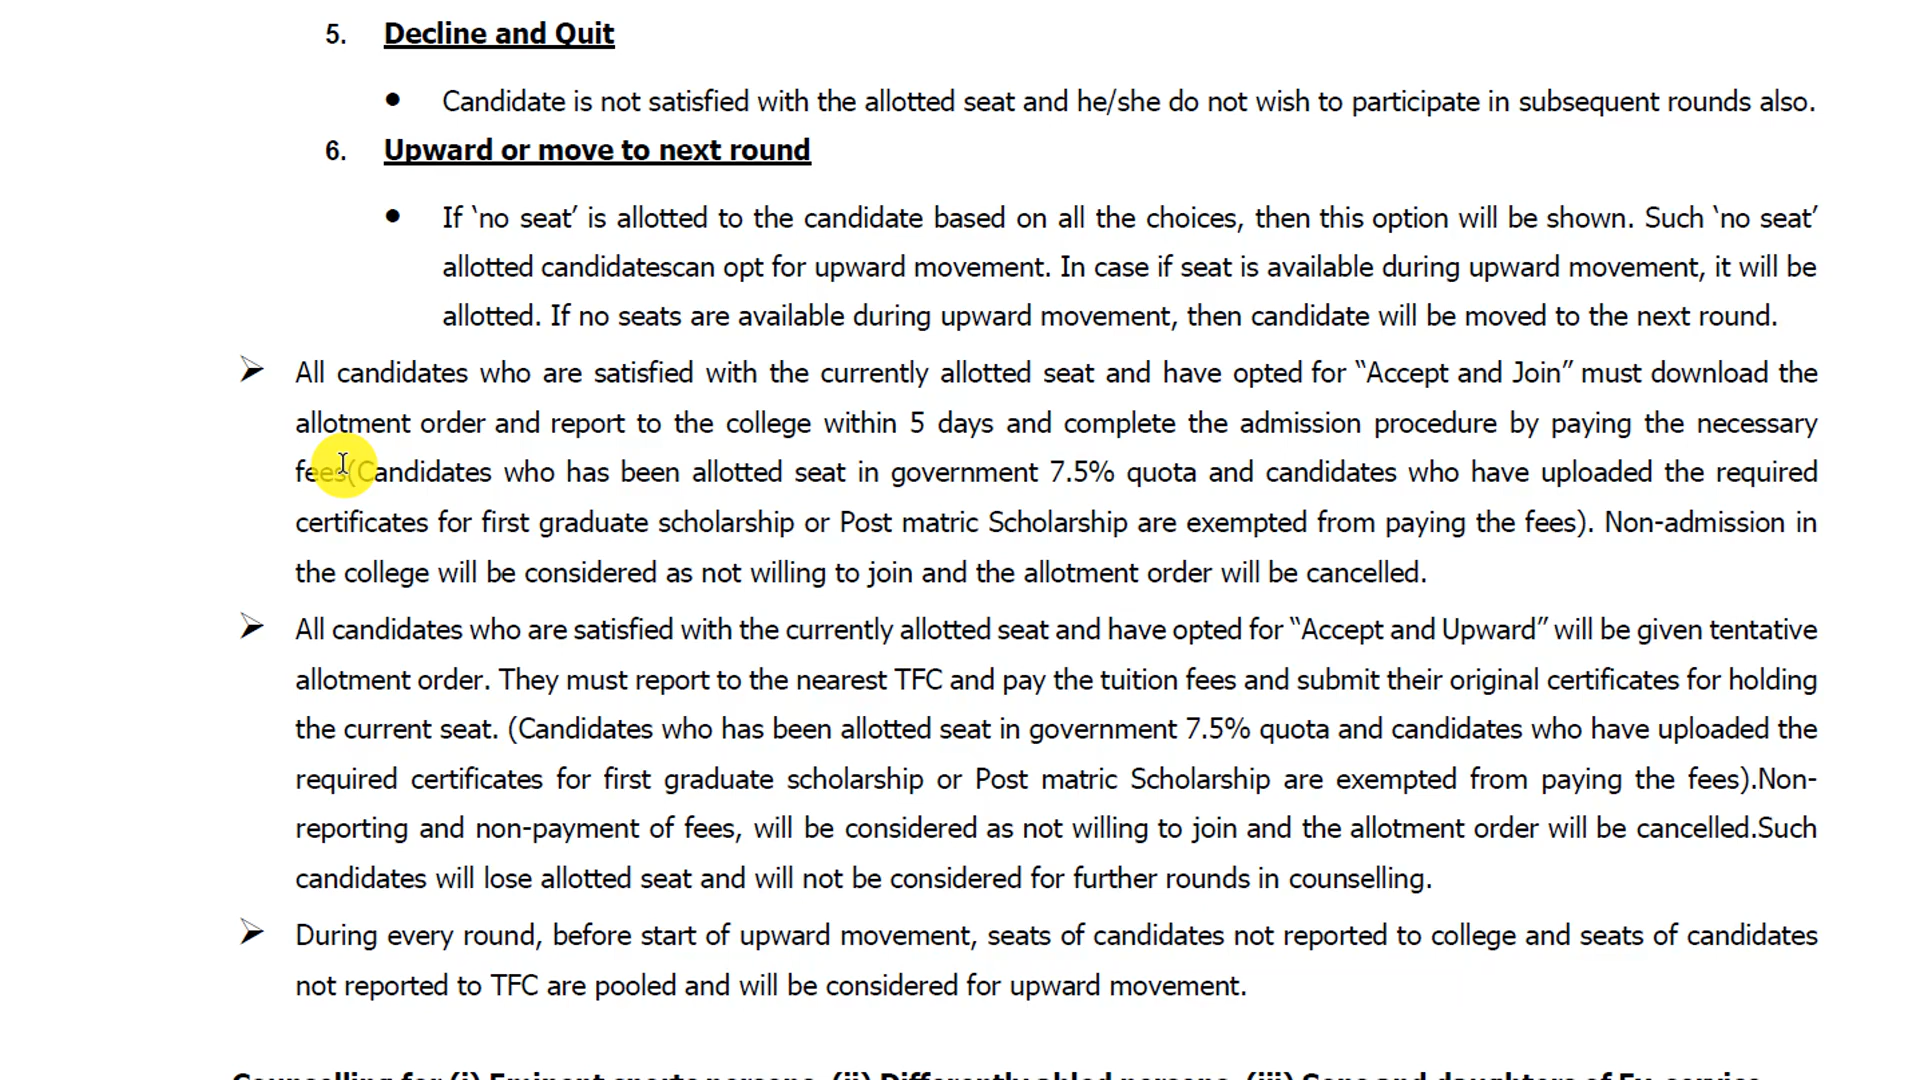 5. Decline and Quit
● Candidate is not satisfied with the allotted seat and he/she do not wish to participate in subsequent rounds also.
6. Upward or move to next round
● If ‘no seat’ is allotted to the candidate based on all the choices, then this option will be shown. Such ‘no seat’
allotted candidatescan opt for upward movement. In case if seat is available during upward movement, it will be
allotted. If no seats are available during upward movement, then candidate will be moved to the next round.
➢ All candidates who are satisfied with the currently allotted seat and have opted for “Accept and Join” must download the
allotment order and report to the college within 5 days and complete the admission procedure by paying the necessary
fees(Candidates who has been allotted seat in government 7.5% quota and candidates who have uploaded the required
certificates for first graduate scholarship or Post matric Scholarship are exempted from paying the fees). Non-admission in
the college will be considered as not willing to join and the allotment order will be cancelled.
➢ All candidates who are satisfied with the currently allotted seat and have opted for “Accept and Upward” will be given tentative
allotment order. They must report to the nearest TFC and pay the tuition fees and submit their original certificates for holding
the current seat. (Candidates who has been allotted seat in government 7.5% quota and candidates who have uploaded the
required certificates for first graduate scholarship or Post matric Scholarship are exempted from paying the fees).Non-
reporting and non-payment of fees, will be considered as not willing to join and the allotment order will be cancelled.Such
candidates will lose allotted seat and will not be considered for further rounds in counselling.
➢ During every round, before start of upward movement, seats of candidates not reported to college and seats of candidates
not reported to TFC are pooled and will be considered for upward movement.
Counselling for (i) Eminent sports persons, (ii) Differently abled persons, (iii) Sons and daughters of Ex-service